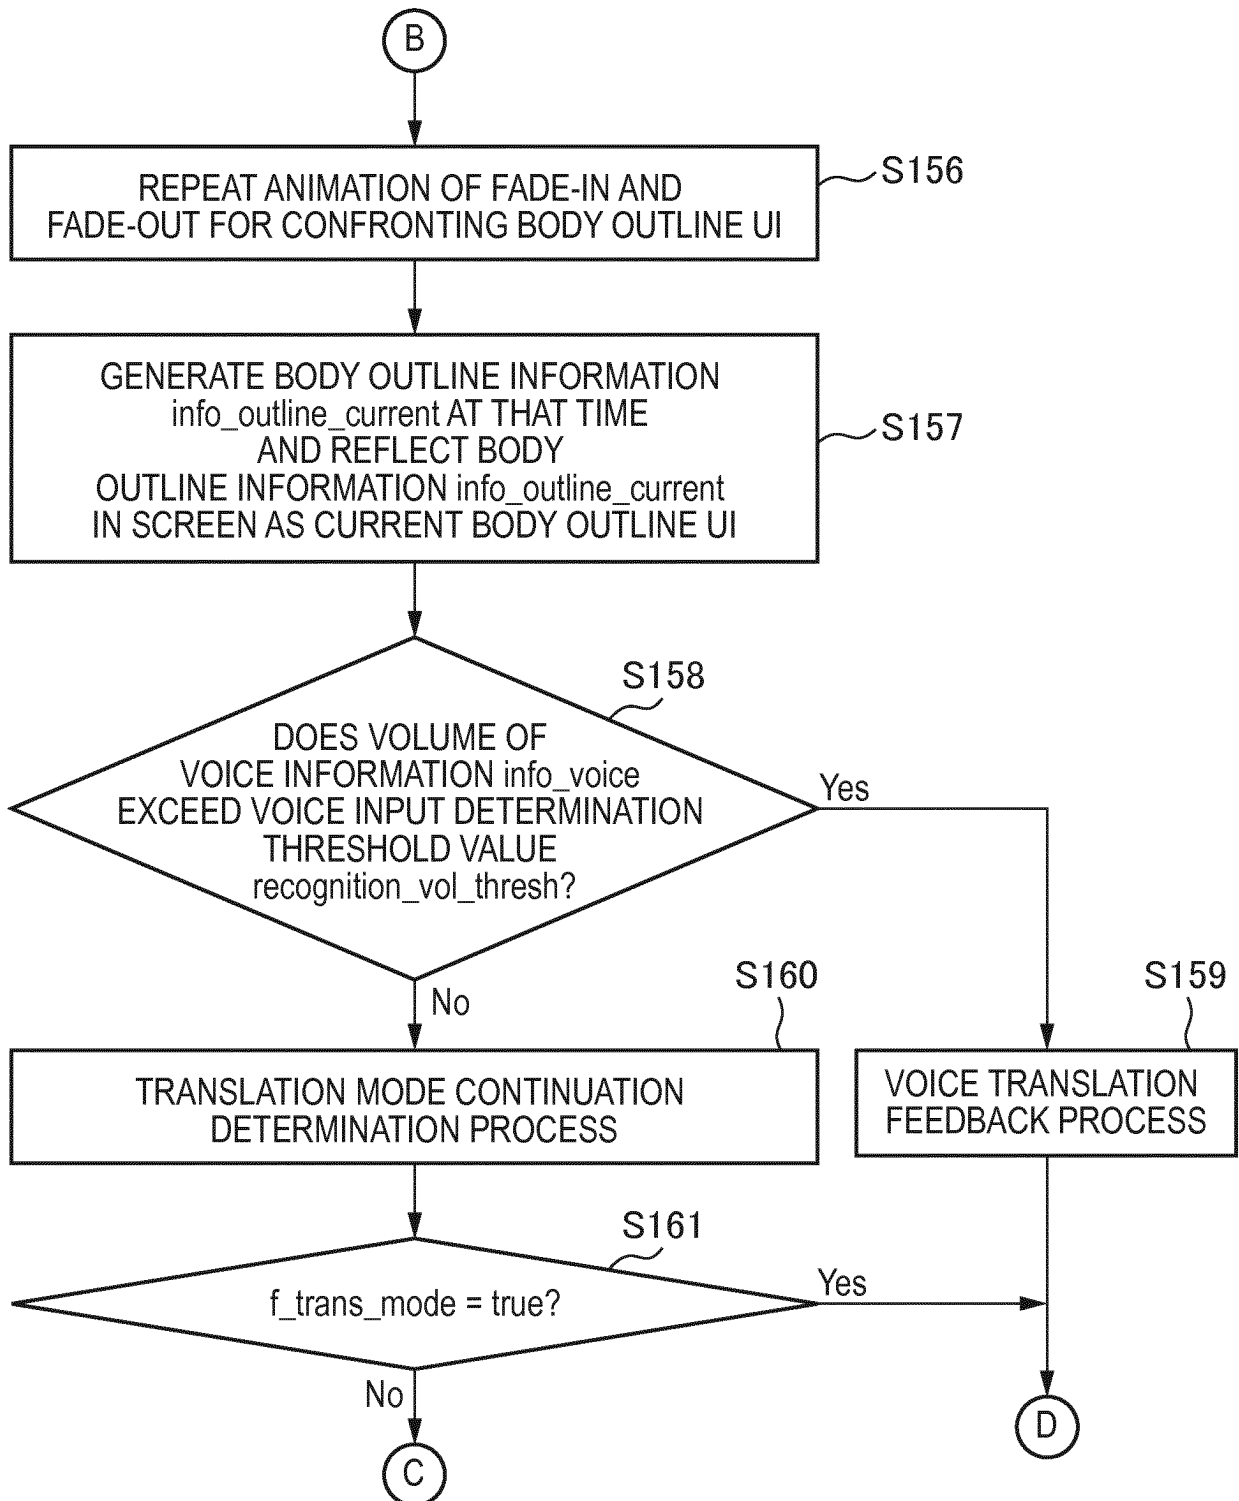 B
S156
REPEAT ANIMATION OF FADE-IN AND
FADE-OUT FOR CONFRONTING BODY OUTLINE UI
S157
GENERATE BODY OUTLINE INFORMATION
info_outline_current AT THAT TIME
AND REFLECT BODY
OUTLINE INFORMATION info_outline_current
IN SCREEN AS CURRENT BODY OUTLINE UI
S158
DOES VOLUME OF
VOICE INFORMATION info_voice
EXCEED VOICE INPUT DETERMINATION
THRESHOLD VALUE
recognition_vol_thresh?
Yes
No
S160
TRANSLATION MODE CONTINUATION
DETERMINATION PROCESS
S159
VOICE TRANSLATION
FEEDBACK PROCESS
S161
f_trans_mode = true?
Yes
No
D
C